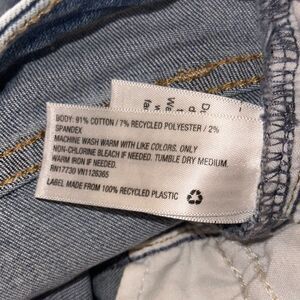 BODY: 91% COTTON / 7% RECYCLED POLYESTER / 2%
SPANDEX
MACHINE WASH WARM WITH LIKE COLORS. ONLY
NON-CHLORINE BLEACH IF NEEDED. TUMBLE DRY MEDIUM.
WARM IRON IF NEEDED.
RN17730 VN1126365
LABEL MADE FROM 100% RECYCLED PLASTIC